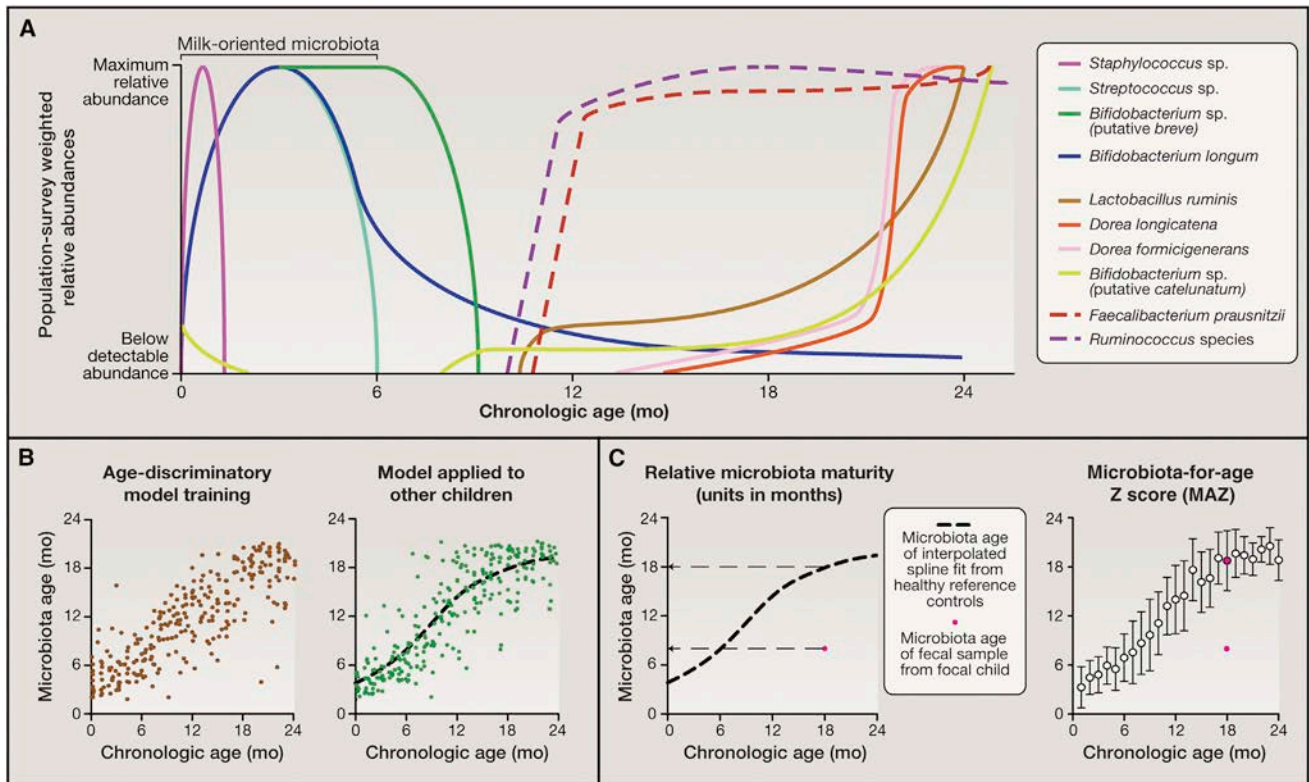 A
Milk-oriented microbiota
Maximum
relative
abundance
Population-survey weighted
relative abundances
Below
detectable
abundance
0
6
12
18
24
Chronologic age (mo)
Staphylococcus sp.
Streptococcus sp.
Bifidobacterium sp.
(putative breve)
Bifidobacterium longum
Lactobacillus ruminis
Dorea longicatena
Dorea formicigenerans
Bifidobacterium sp.
(putative catelunatum)
Faecalibacterium prausnitzii
Ruminococcus species
B
Age-discriminatory
model training
Microbiota age (mo)
24
18
12
6
0
0
6
12
18
24
Chronologic age (mo)
Model applied to
other children
24
18
12
6
0
0
6
12
18
24
Chronologic age (mo)
C
Relative microbiota maturity
(units in months)
Microbiota age (mo)
24
18
12
6
0
0
6
12
18
24
Chronologic age (mo)
Microbiota age
of interpolated
spline fit from
healthy reference
controls
Microbiota age
of fecal sample
from focal child
Microbiota-for-age
Z score (MAZ)
24
18
12
6
0
0
6
12
18
24
Chronologic age (mo)